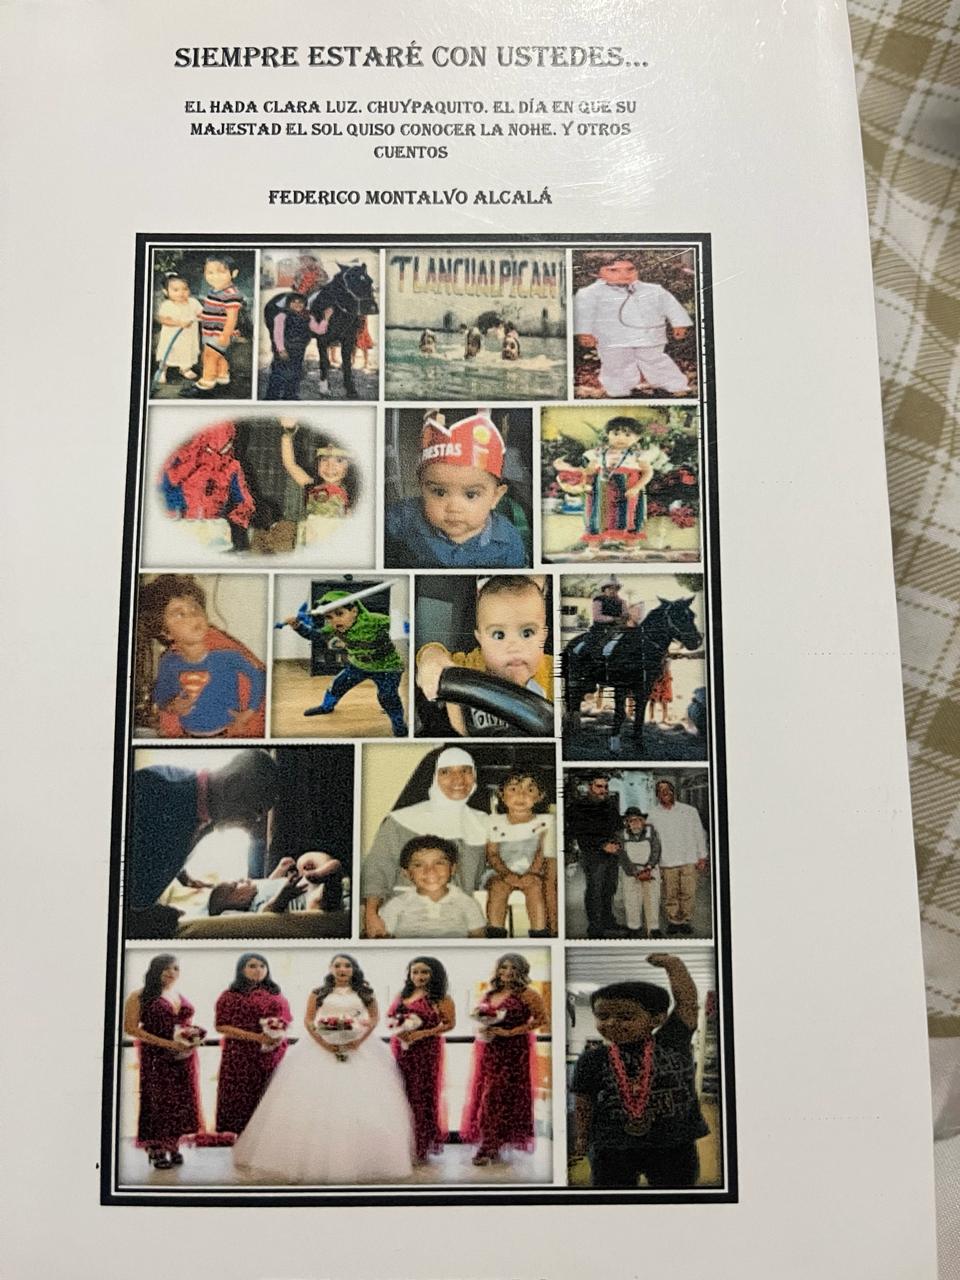 SIEMPRE ESTARÉ CON USTEDES...
EL HADA CLARA LUZ. CHUYPAQUITO. EL DÍA EN QUE SU
MAJESTAD EL SOL QUISO CONOCER LA NOHE. Y OTROS
CUENTOS
FEDERICO MONTALVO ALCALÁ
TLANCUALPICAN
FIESTAS